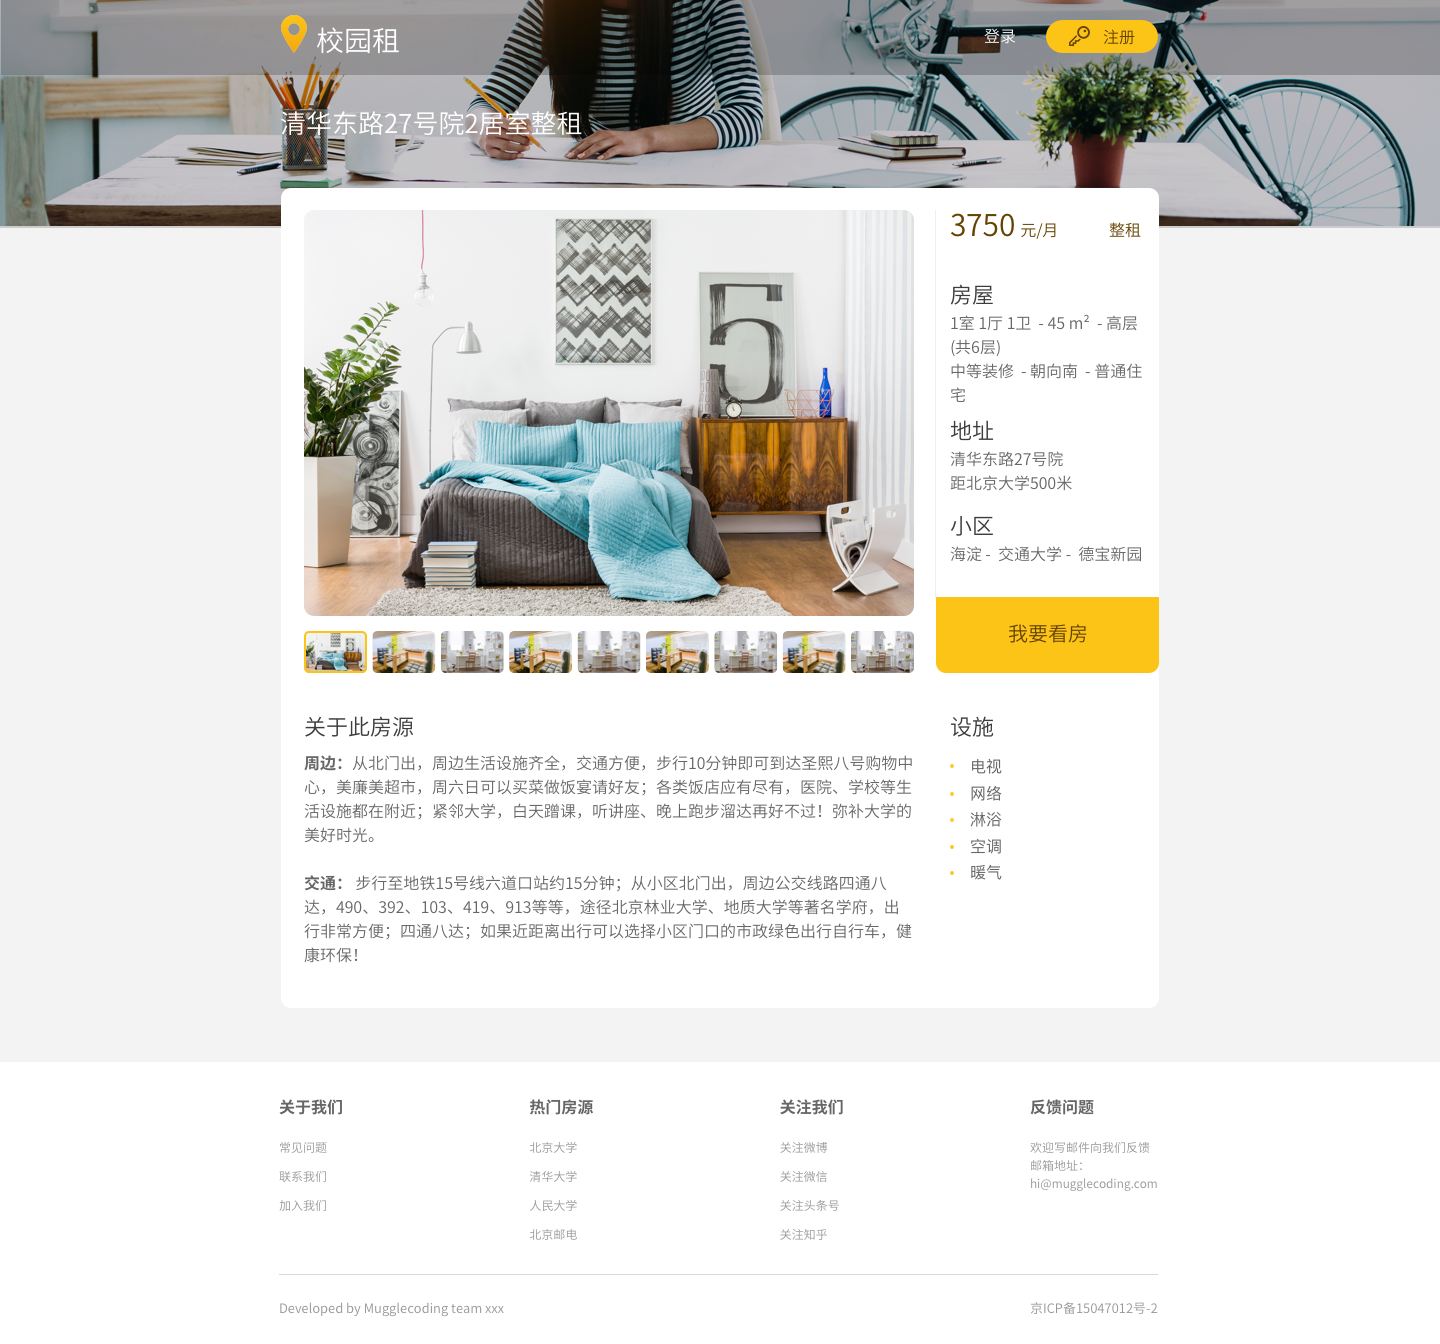 校园租
登录
注册
清华东路27号院2居室整租
3750 元/月
整租
房屋
1室 1厅 1卫 - 45 m² - 高层
(共6层)
中等装修 - 朝向南 - 普通住
宅
地址
清华东路27号院
距北京大学500米
小区
海淀 - 交通大学 - 德宝新园
我要看房
5
关于此房源
周边：从北门出，周边生活设施齐全，交通方便，步行10分钟即可到达圣熙八号购物中
心，美廉美超市，周六日可以买菜做饭宴请好友；各类饭店应有尽有，医院、学校等生
活设施都在附近；紧邻大学，白天蹭课，听讲座、晚上跑步溜达再好不过！弥补大学的
美好时光。
交通： 步行至地铁15号线六道口站约15分钟；从小区北门出，周边公交线路四通八
达，490、392、103、419、913等等，途径北京林业大学、地质大学等著名学府，出
行非常方便；四通八达；如果近距离出行可以选择小区门口的市政绿色出行自行车，健
康环保！
设施
电视
网络
淋浴
空调
暖气
关于我们
常见问题
联系我们
加入我们
热门房源
北京大学
清华大学
人民大学
北京邮电
关注我们
关注微博
关注微信
关注头条号
关注知乎
反馈问题
欢迎写邮件向我们反馈
邮箱地址：
hi@mugglecoding.com
Developed by Mugglecoding team xxx
京ICP备15047012号-2